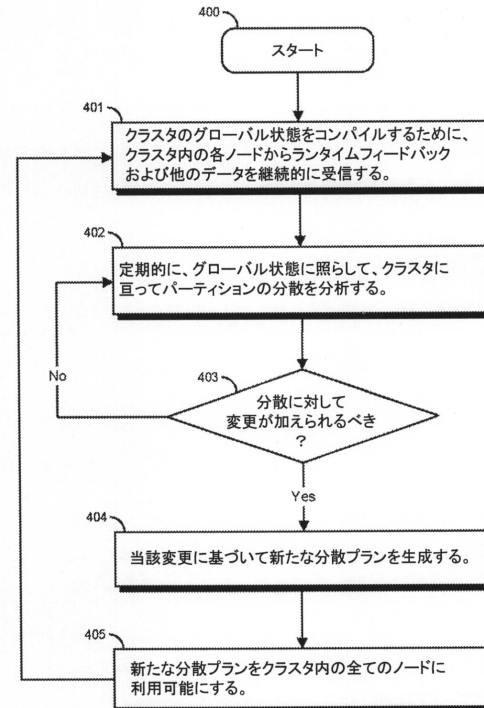 400
スタート
401
クラスタのグローバル状態をコンパイルするために、
クラスタ内の各ノードからランタイムフィードバック
および他のデータを継続的に受信する。
402
定期的に、グローバル状態に照らして、クラスタに
亘ってパーティションの分散を分析する。
No
403
分散に対して
変更が加えられるべき
?
Yes
404
当該変更に基づいて新たな分散プランを生成する。
405
新たな分散プランをクラスタ内の全てのノードに
利用可能にする。